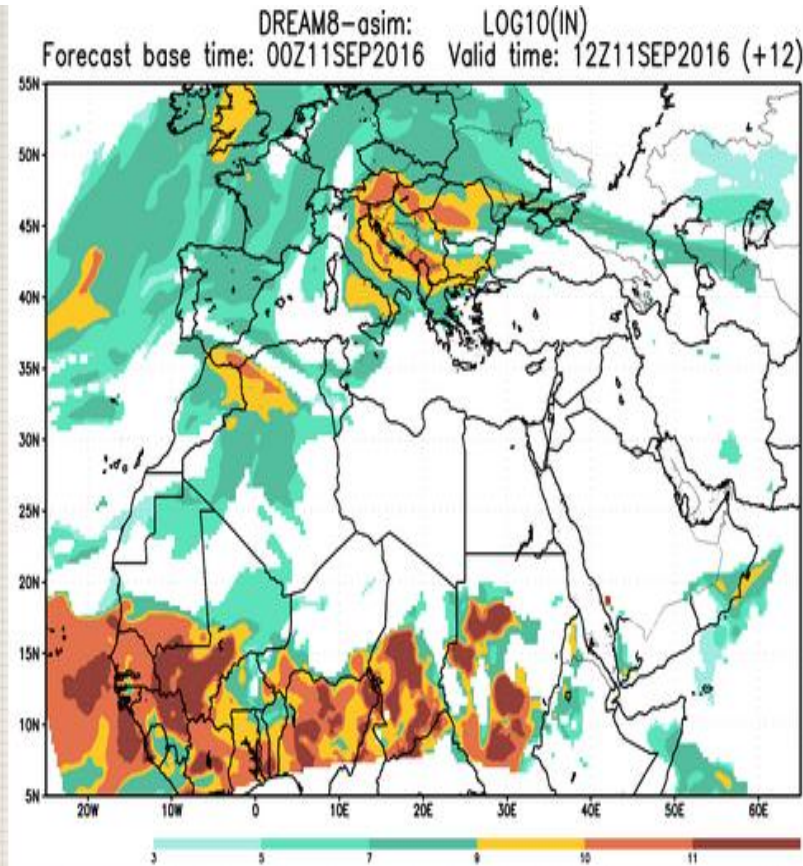 DREAM8-asim: LOG10(IN)
Forecast base time: 00Z11SEP2016 Valid time: 12Z11SEP2016 (+12)
55N
50N
45N
40N
35N
30N
25N
20N
15N
10N
5N
20W 10W 0 10E 20E 30E 40E 50E 60E
3 5 7 9 10 11